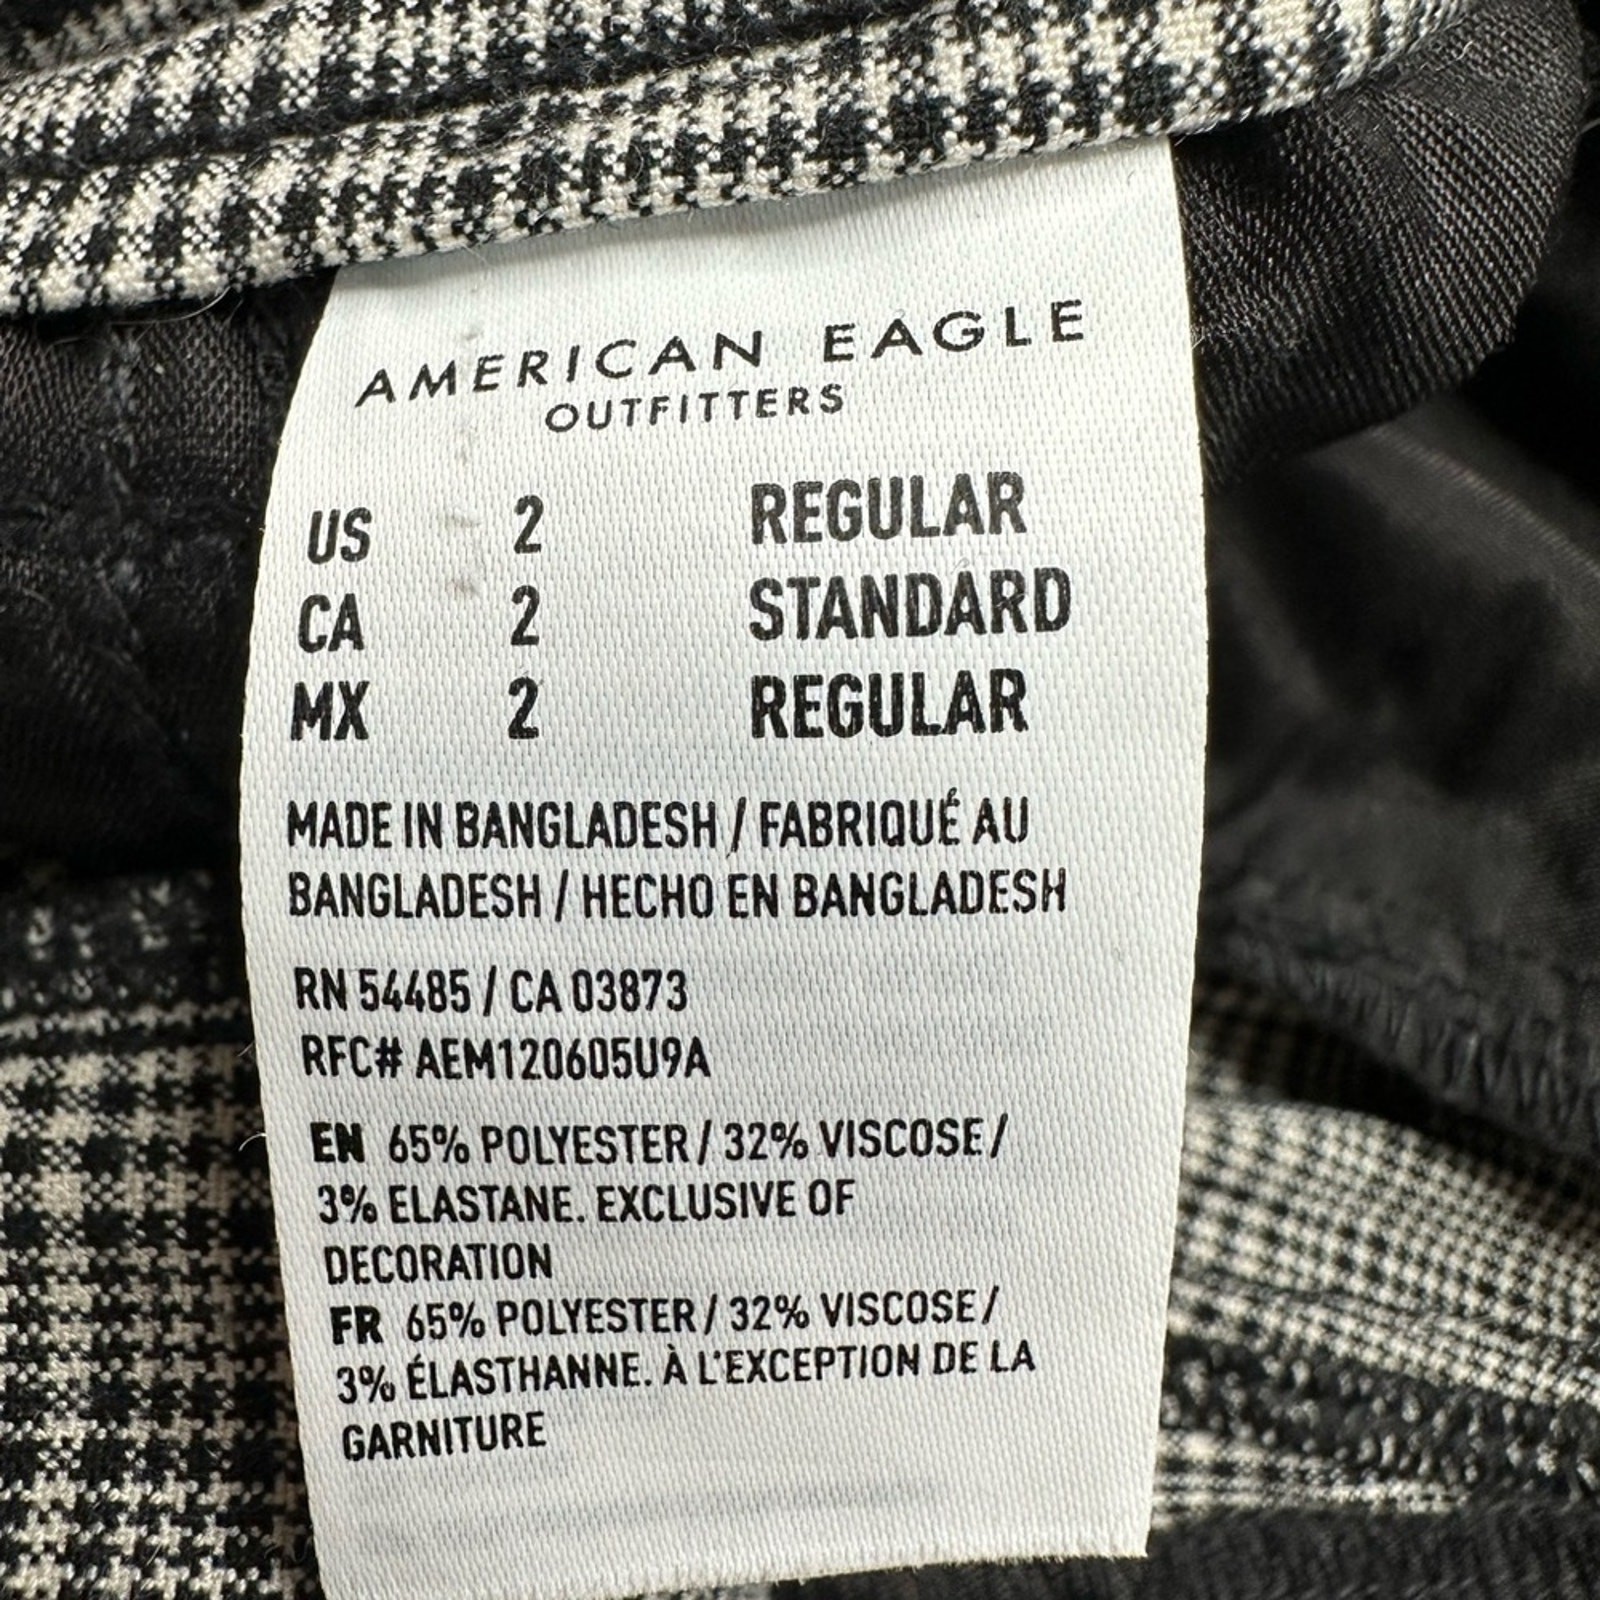 AMERICAN EAGLE
OUTFITTERS
US 2 REGULAR
CA 2 STANDARD
MX 2 REGULAR
MADE IN BANGLADESH / FABRIQUÉ AU
BANGLADESH / HECHO EN BANGLADESH
RN 54485 / CA 03873
RFC# AEM120605U9A
EN 65% POLYESTER / 32% VISCOSE /
3% ELASTANE. EXCLUSIVE OF
DECORATION
FR 65% POLYESTER / 32% VISCOSE /
3% ÉLASTHANNE. À L'EXCEPTION DE LA
GARNITURE